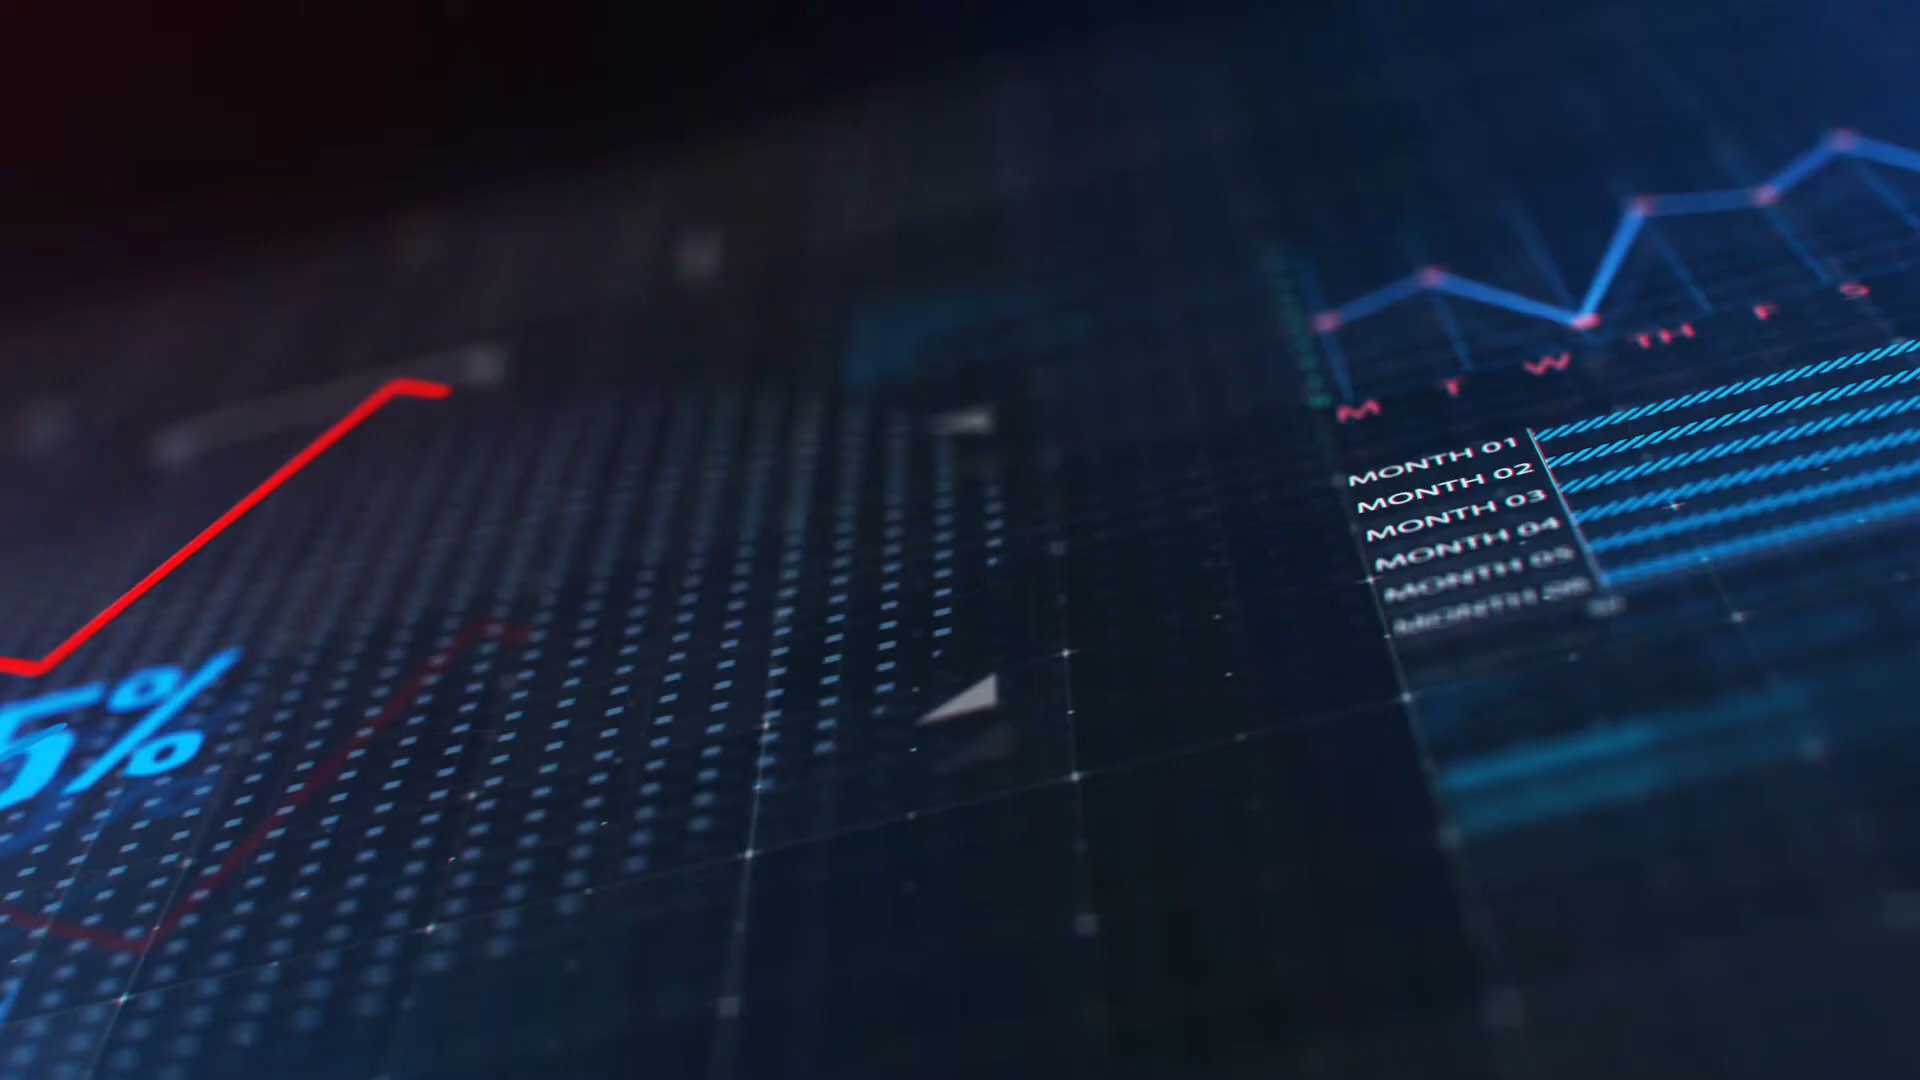 5%
M T W TH F S
MONTH 01
MONTH 02
MONTH 03
MONTH 04
MONTH 05